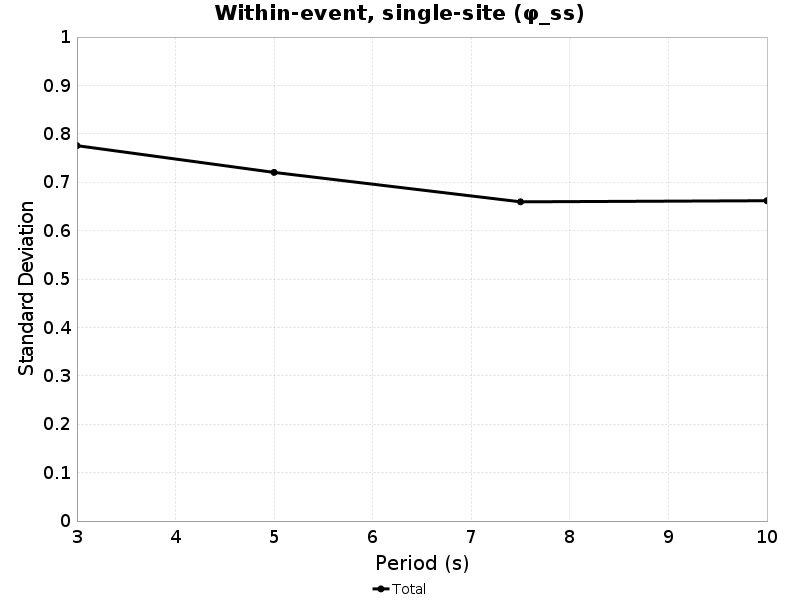 Within-event, single-site (φ_ss)
1
0.9
0.8
0.7
0.6
0.5
0.4
0.3
0.2
0.1
0
Standard Deviation
3 4 5 6 7 8 9 10
Period (s)
Total